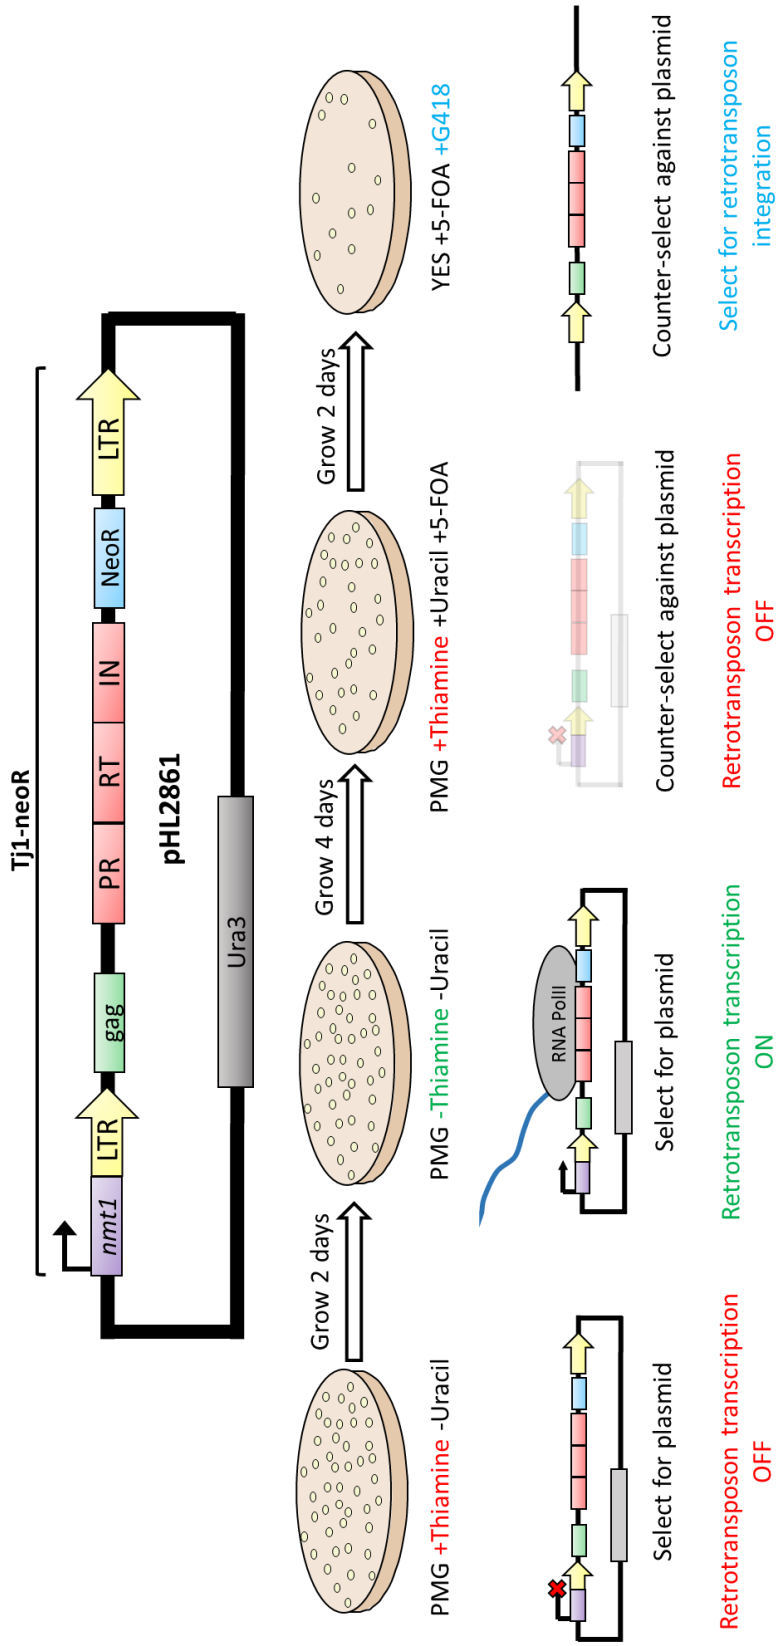 Tj1-neoR
nmt1
LTR
gag
PR
RT
IN
NeoR
LTR
pHL2861
Ura3
Grow 2 days
Grow 4 days
Grow 2 days
PMG +Thiamine -Uracil
PMG -Thiamine -Uracil
PMG +Thiamine +Uracil +5-FOA
YES +5-FOA +G418
RNA PolII
Select for plasmid
Select for plasmid
Counter-select against plasmid
Counter-select against plasmid
Retrotransposon transcription
OFF
Retrotransposon transcription
ON
Retrotransposon transcription
OFF
Select for retrotransposon
integration